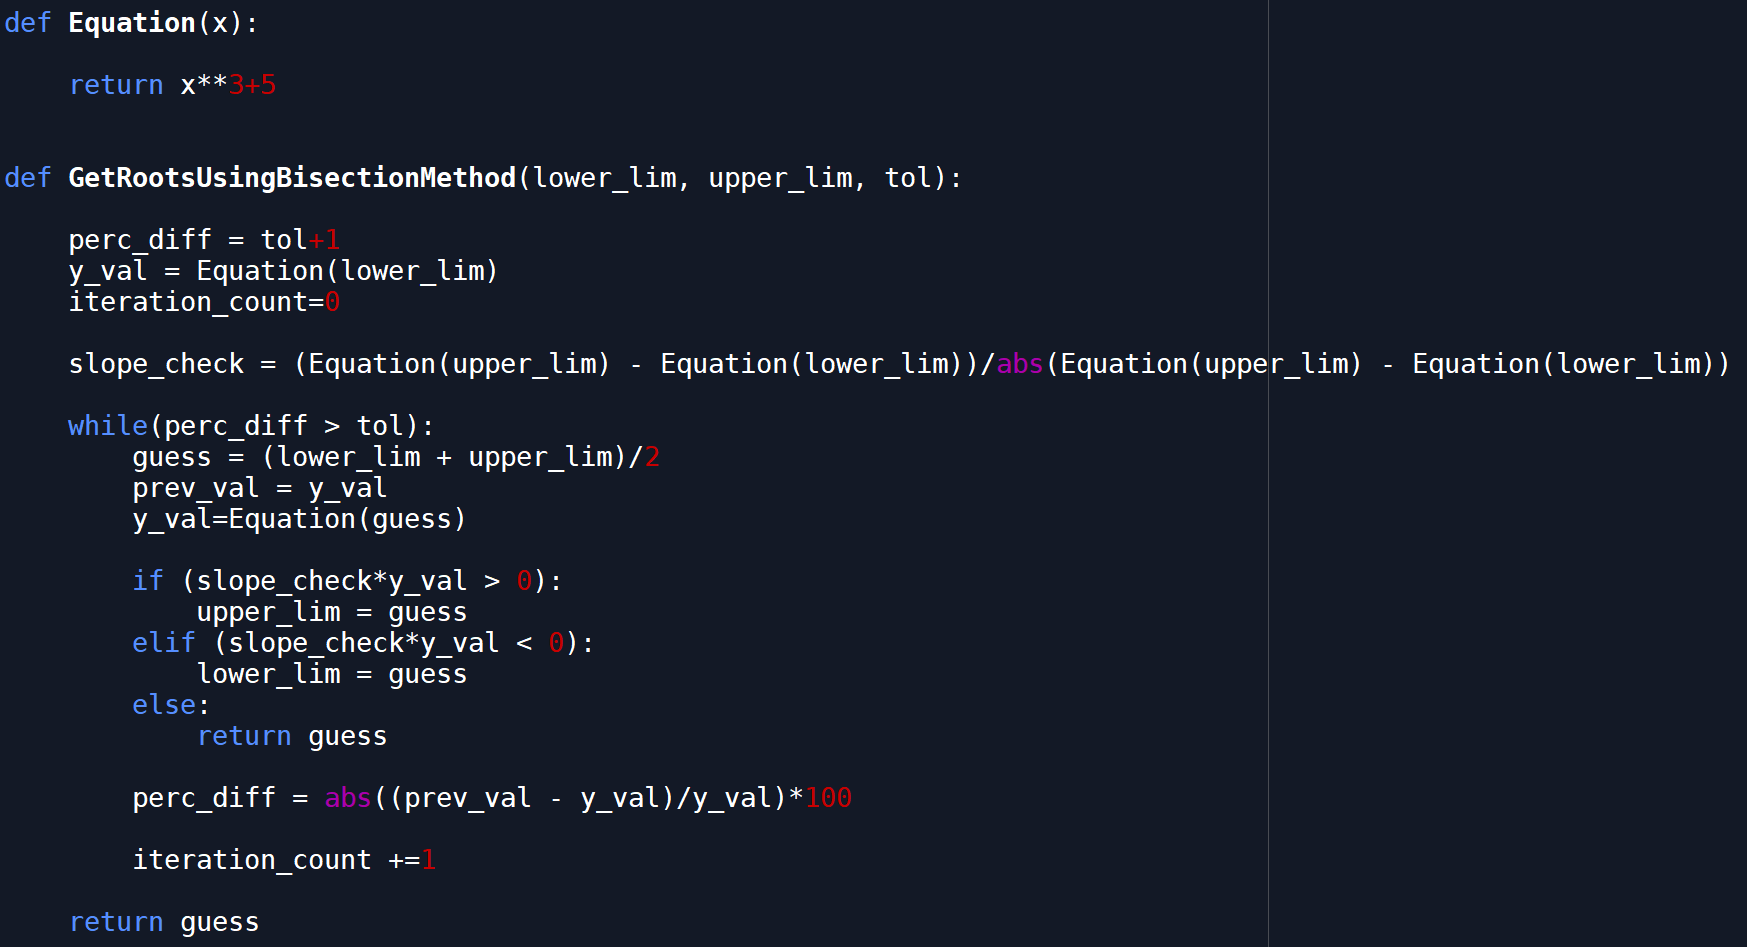 def Equation(x):
    return x**3+5
def GetRootsUsingBisectionMethod(lower_lim, upper_lim, tol):
    perc_diff = tol+1
    y_val = Equation(lower_lim)
    iteration_count=0
    slope_check = (Equation(upper_lim) - Equation(lower_lim))/abs(Equation(upper_lim) - Equation(lower_lim))
    while(perc_diff > tol):
        guess = (lower_lim + upper_lim)/2
        prev_val = y_val
        y_val=Equation(guess)
        if (slope_check*y_val > 0):
            upper_lim = guess
        elif (slope_check*y_val < 0):
            lower_lim = guess
        else:
            return guess
        perc_diff = abs((prev_val - y_val)/y_val)*100
        iteration_count +=1
    return guess